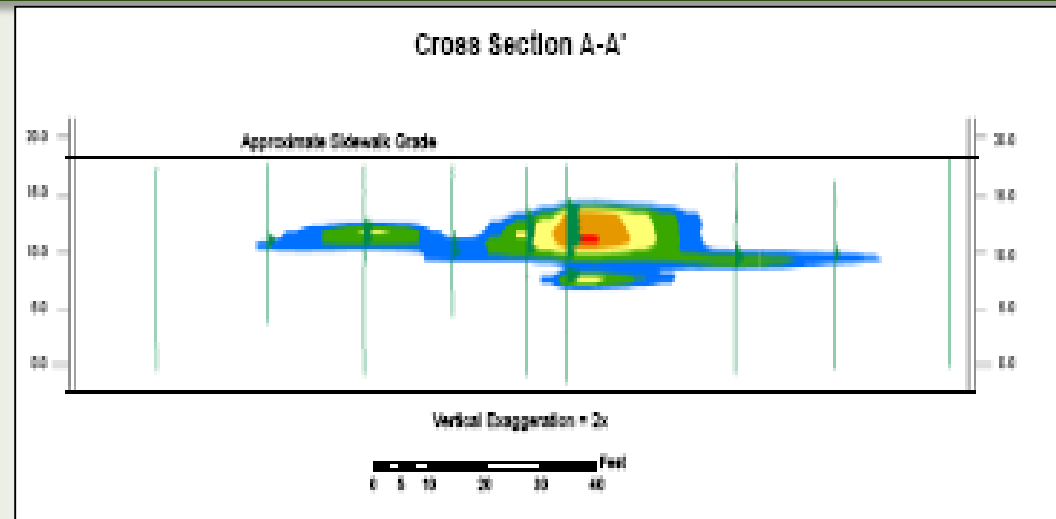 Cross Section A-A'
Approximate Sidewalk Grade
20.0 20.0
15.0 15.0
10.0 10.0
5.0 5.0
0.0 0.0
Vertical Exaggeration = 2x
Feet
0 5 10 20 30 40